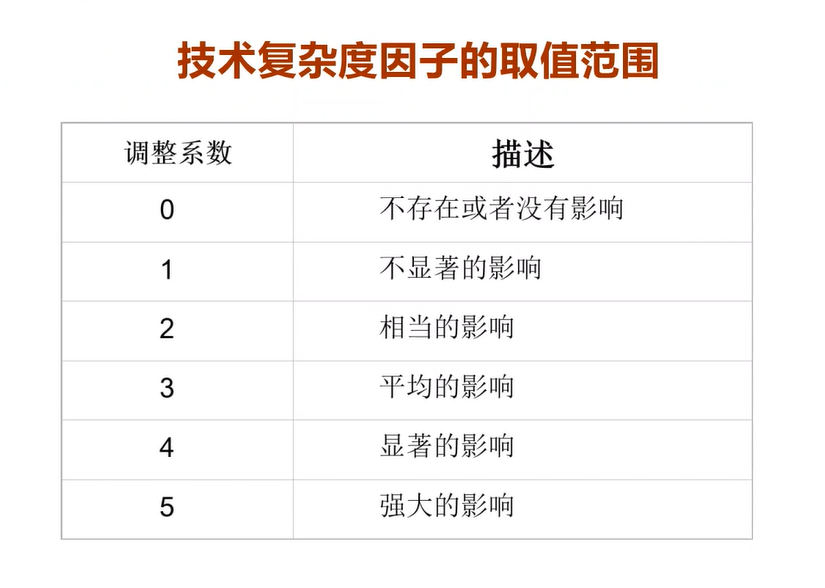 技术复杂度因子的取值范围
调整系数 描述
0 不存在或者没有影响
1 不显著的影响
2 相当的影响
3 平均的影响
4 显著的影响
5 强大的影响